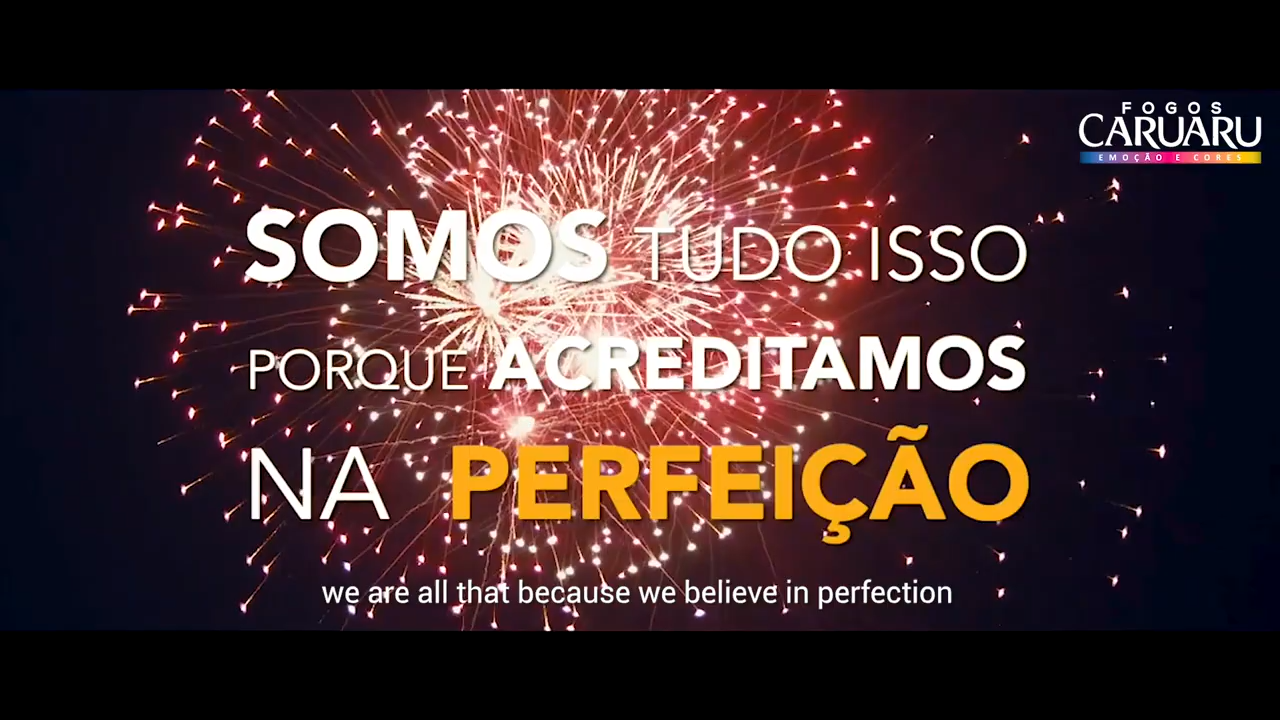 FOGOS
CARUARU
EMOÇÃO E CORES
SOMOS TUDO ISSO
PORQUE ACREDITAMOS
NA PERFEIÇÃO
we are all that because we believe in perfection